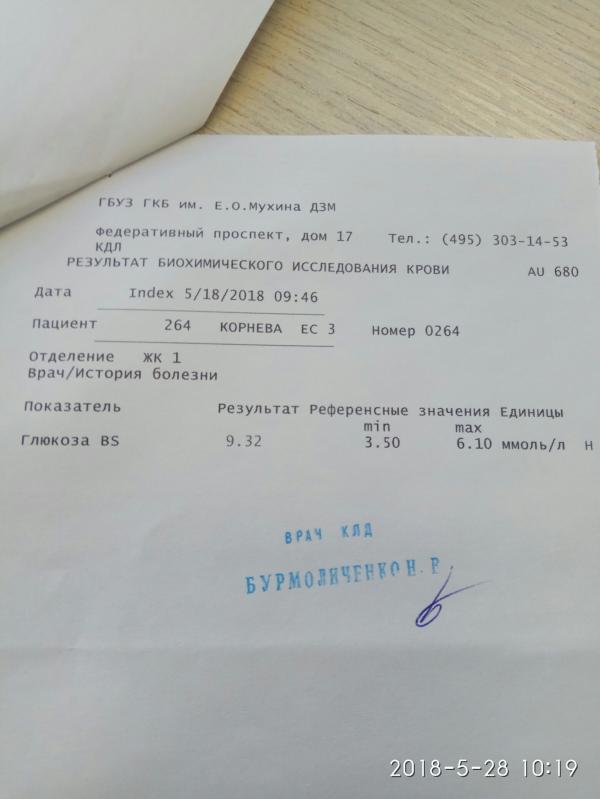 ГБУЗ ГКБ им. Е.О.Мухина ДЗМ
Федеративный проспект, дом 17 Тел.: (495) 303-14-53
КДЛ
РЕЗУЛЬТАТ БИОХИМИЧЕСКОГО ИССЛЕДОВАНИЯ КРОВИ AU 680
Дата Index 5/18/2018 09:46
Пациент 264 КОРНЕВА ЕС 3 Номер 0264
Отделение ЖК 1
Врач/История болезни
Показатель Результат Референсные значения Единицы
min max
Глюкоза BS 9.32 3.50 6.10 ммоль/л H
ВРАЧ КЛД
БУРМОЛИЧЕНКО Н. В.
2018-5-28 10:19